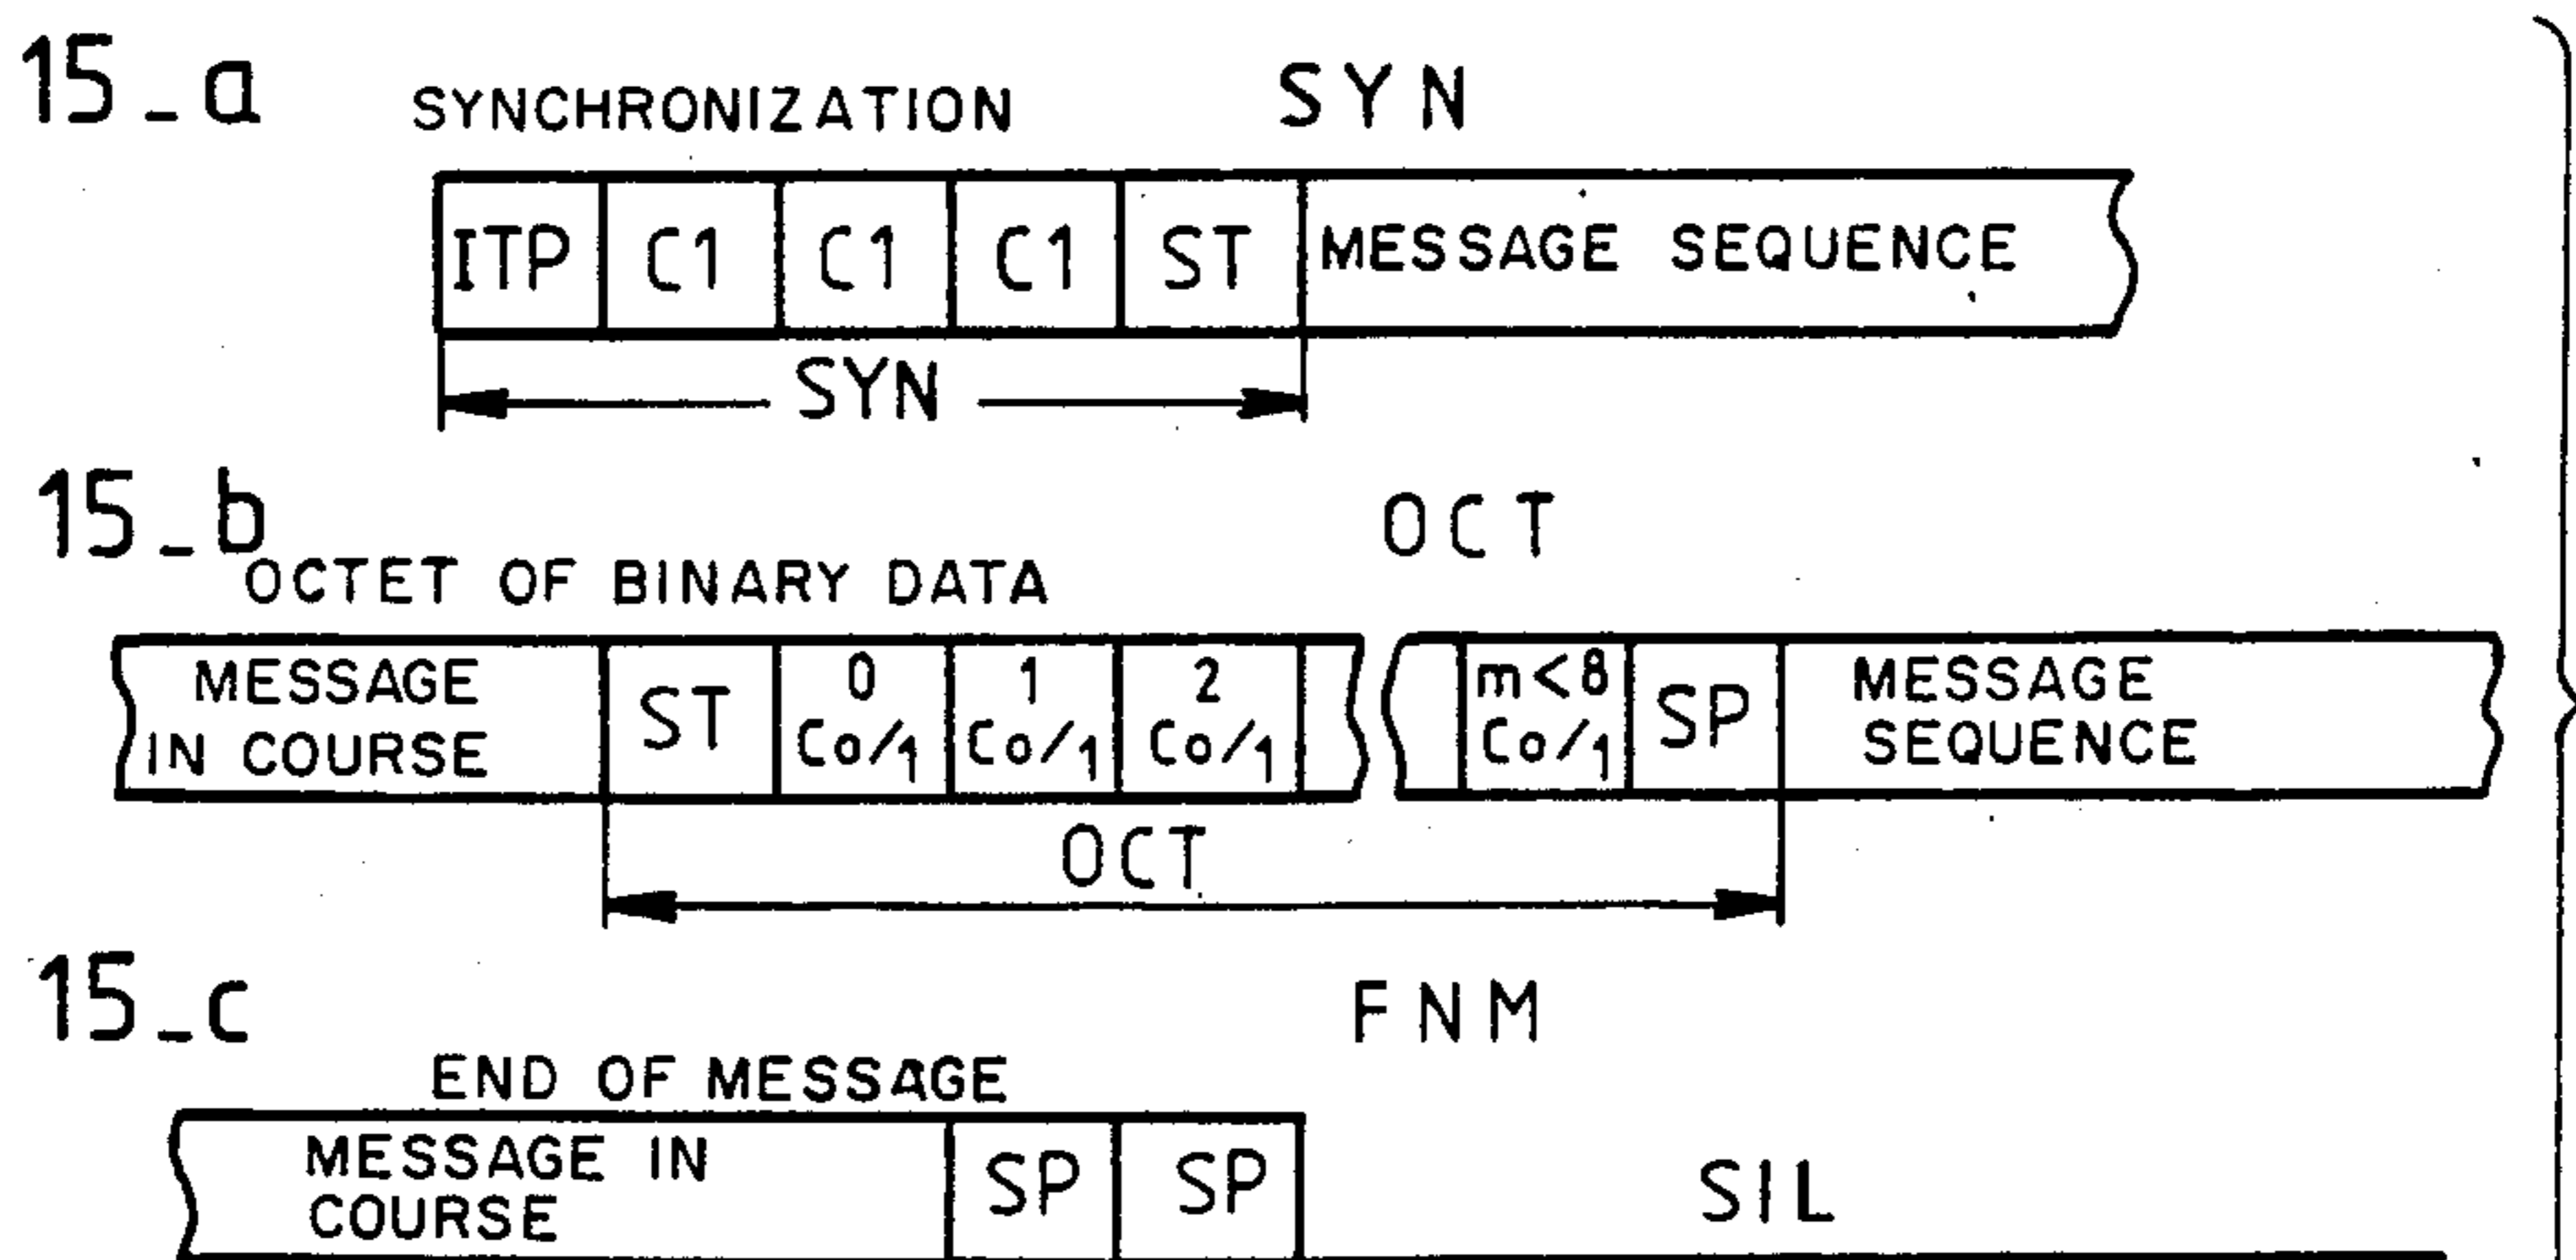 15_a
SYNCHRONIZATION SYN
ITP C1 C1 C1 ST MESSAGE SEQUENCE
SYN
15_b
OCT
OCTET OF BINARY DATA
MESSAGE IN COURSE ST 0 Co/1 1 Co/1 2 Co/1 m<8 Co/1 SP MESSAGE SEQUENCE
OCT
15_c
FNM
END OF MESSAGE
MESSAGE IN COURSE SP SP SIL